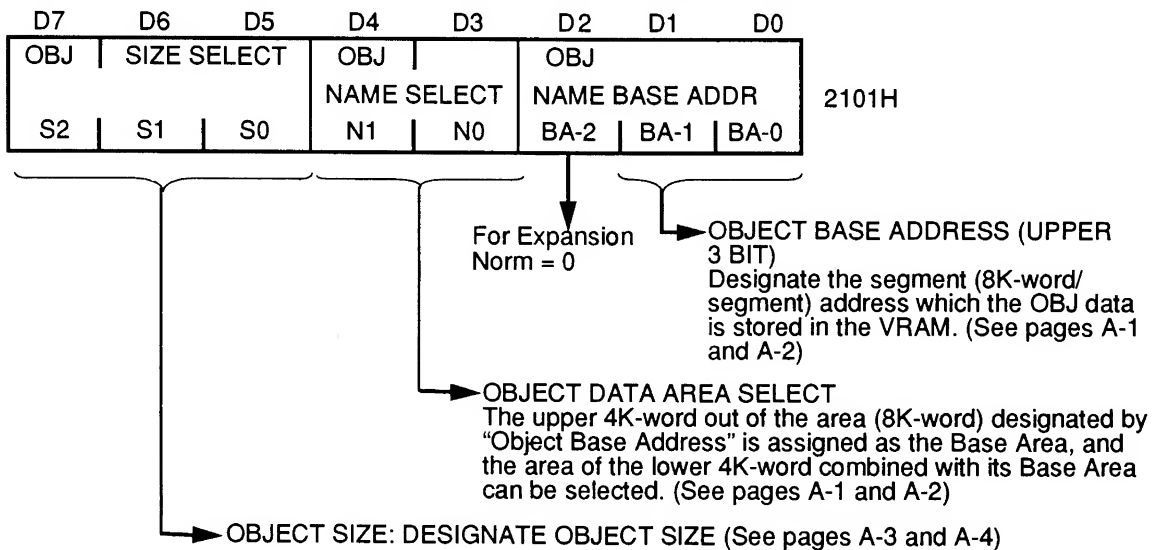 D7 D6 D5 D4 D3 D2 D1 D0
OBJ SIZE SELECT OBJ OBJ
NAME SELECT NAME BASE ADDR 2101H
S2 S1 S0 N1 N0 BA-2 BA-1 BA-0
For Expansion
Norm = 0
OBJECT BASE ADDRESS (UPPER
3 BIT)
Designate the segment (8K-word/
segment) address which the OBJ data
is stored in the VRAM. (See pages A-1
and A-2)
OBJECT DATA AREA SELECT
The upper 4K-word out of the area (8K-word) designated by
“Object Base Address” is assigned as the Base Area, and
the area of the lower 4K-word combined with its Base Area
can be selected. (See pages A-1 and A-2)
OBJECT SIZE: DESIGNATE OBJECT SIZE (See pages A-3 and A-4)